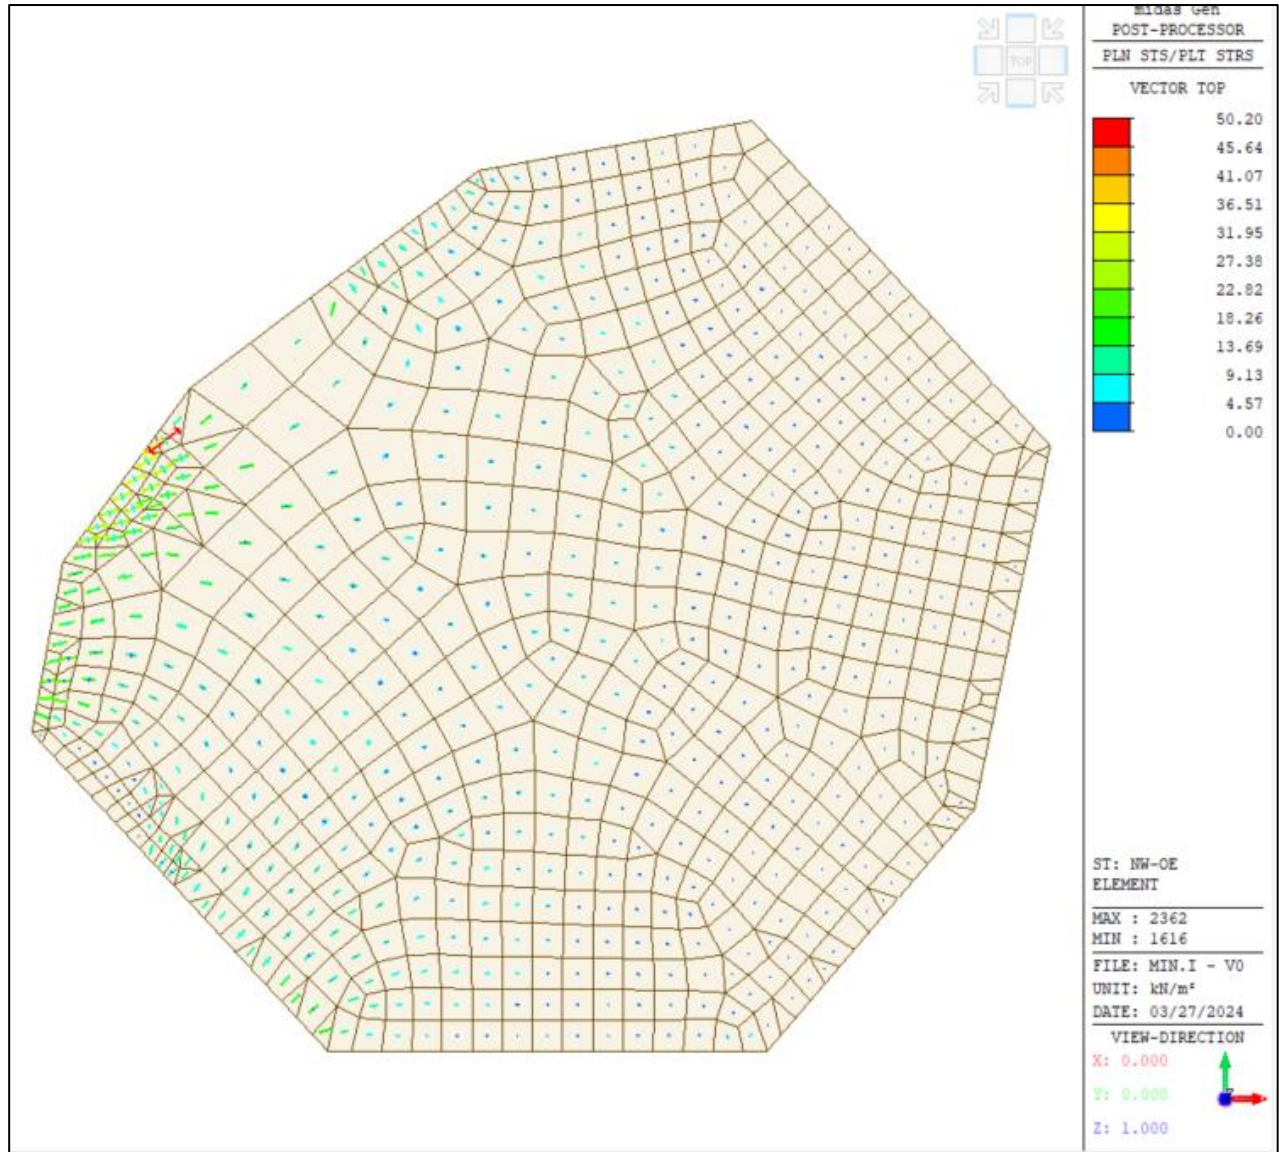 midas Gen
POST-PROCESSOR
PLN STS/PLT STRS
VECTOR TOP
TOP
50.20
45.64
41.07
36.51
31.95
27.38
22.82
18.26
13.69
9.13
4.57
0.00
ST: NW-OE
ELEMENT
MAX : 2362
MIN : 1616
FILE: MIN.I - V0
UNIT: kN/m²
DATE: 03/27/2024
VIEW-DIRECTION
X: 0.000
Y: 0.000
Z: 1.000